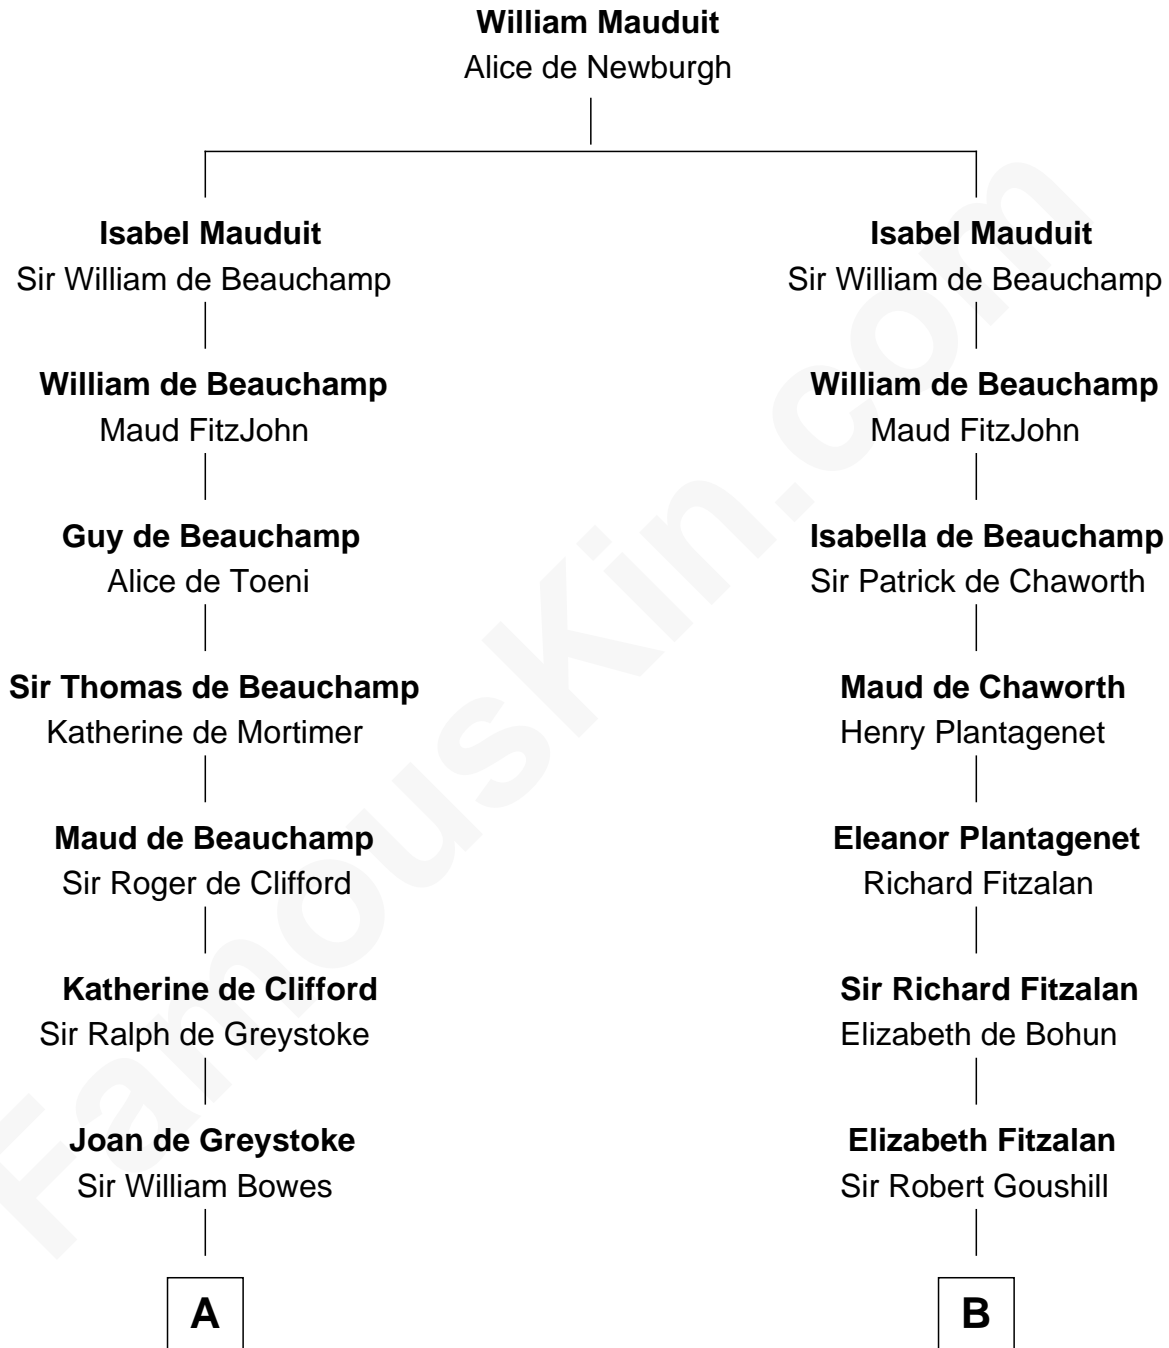 William Mauduit
Alice de Newburgh
Isabel Mauduit
Sir William de Beauchamp
William de Beauchamp
Maud FitzJohn
Guy de Beauchamp
Alice de Toeni
Sir Thomas de Beauchamp
Katherine de Mortimer
Maud de Beauchamp
Sir Roger de Clifford
Katherine de Clifford
Sir Ralph de Greystoke
Joan de Greystoke
Sir William Bowes
A
Isabel Mauduit
Sir William de Beauchamp
William de Beauchamp
Maud FitzJohn
Isabella de Beauchamp
Sir Patrick de Chaworth
Maud de Chaworth
Henry Plantagenet
Eleanor Plantagenet
Richard Fitzalan
Sir Richard Fitzalan
Elizabeth de Bohun
Elizabeth Fitzalan
Sir Robert Goushill
B
FamousKin.com